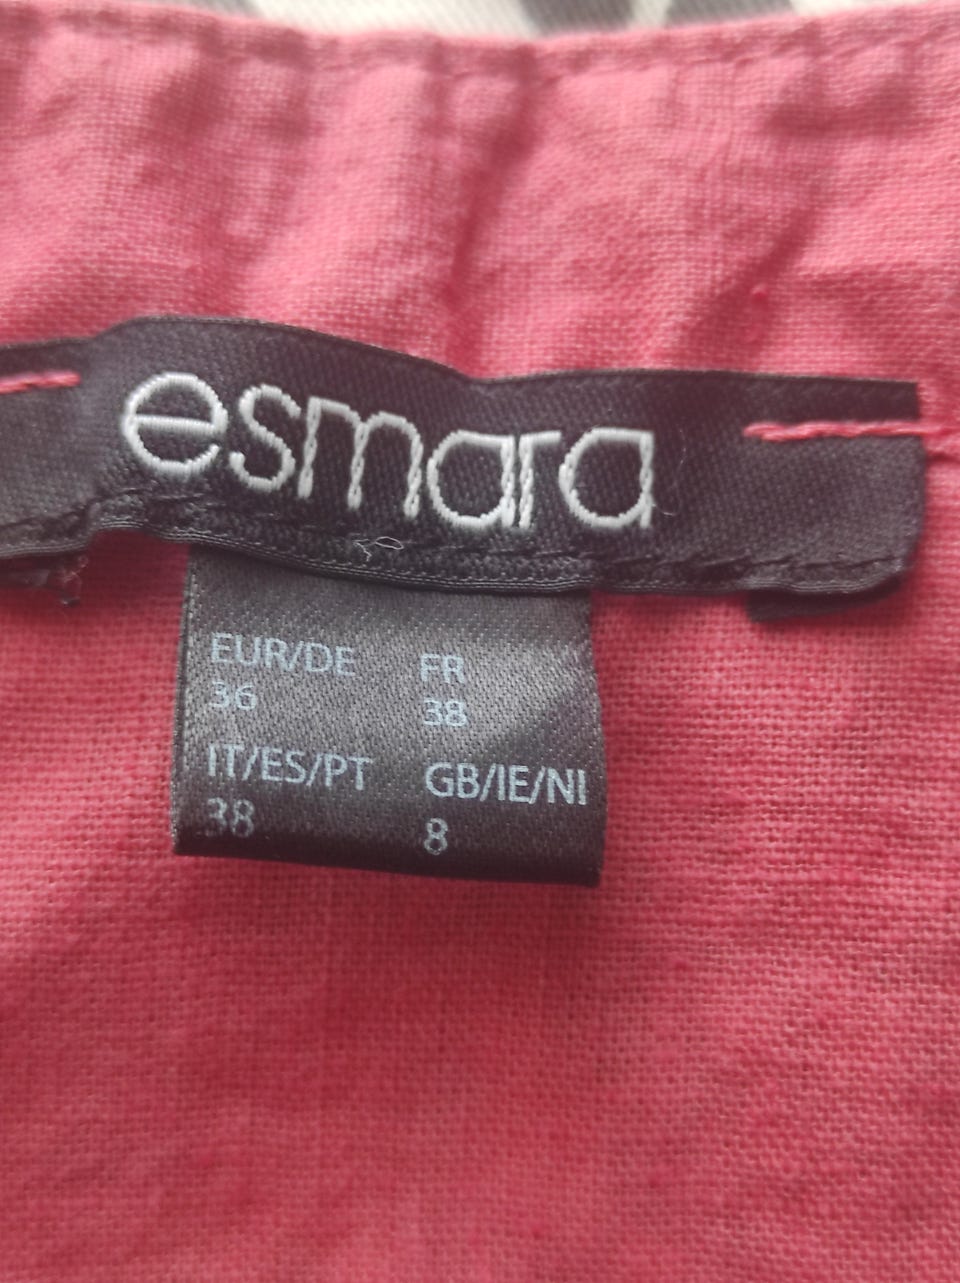 esmara
EUR/DE FR
36 38
IT/ES/PT GB/IE/NI
38 8